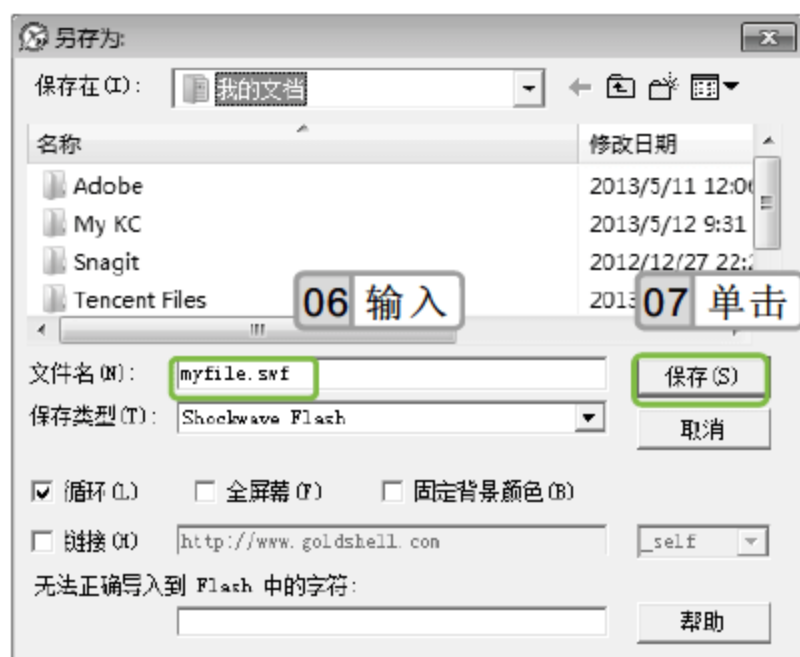 另存为:
保存在(I): 我的文档
名称 修改日期
Adobe 2013/5/11 12:0
My KC 2013/5/12 9:31
Snagit 2012/12/27 22:
Tencent Files 2013
06 输入 07 单击
文件名(N): myfile.swf 保存(S)
保存类型(T): Shockwave Flash 取消
循环(L) 全屏幕(F) 固定背景颜色(B)
链接(K) http://www.goldshell.com _self
无法正确导入到 Flash 中的字符:
帮助